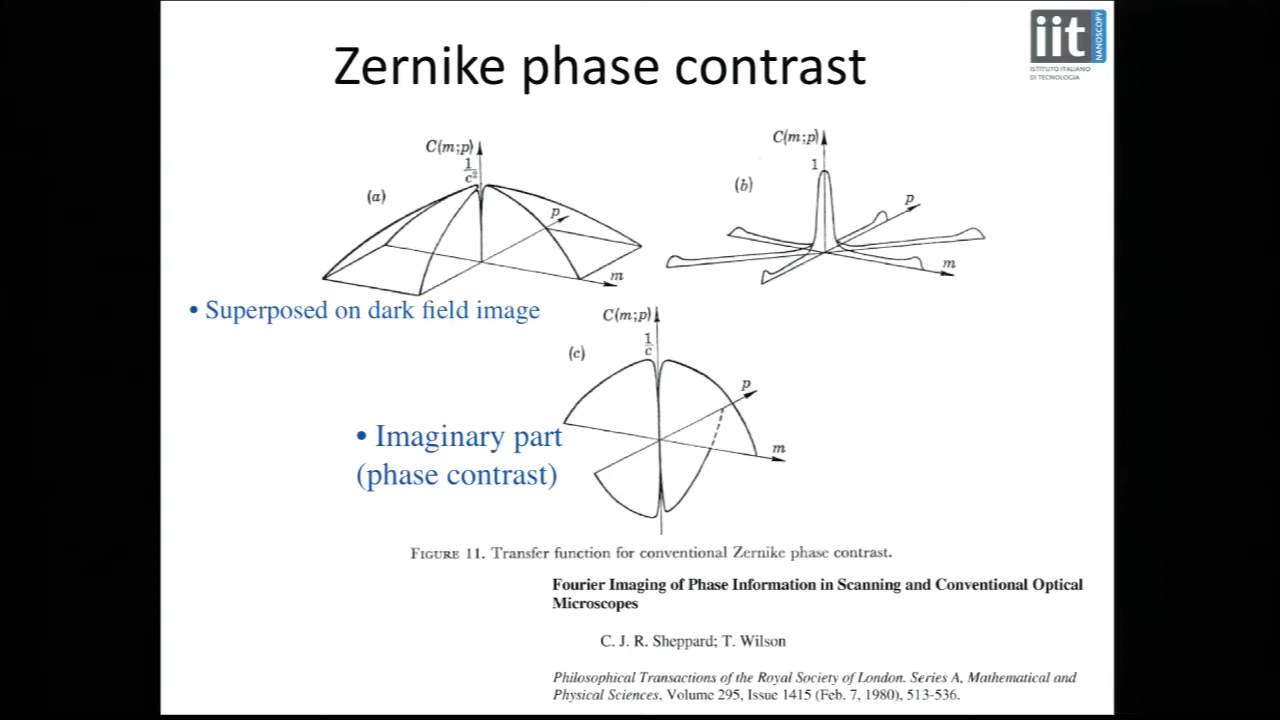 Zernike phase contrast
iit
NANOSCOPY
ISTITUTO ITALIANO
DI TECNOLOGIA
C(m;p)
1
c²
(a)
p
m
C(m;p)
1
(b)
p
m
• Superposed on dark field image
C(m;p)
1
c
(c)
p
m
• Imaginary part
(phase contrast)
FIGURE 11. Transfer function for conventional Zernike phase contrast.
Fourier Imaging of Phase Information in Scanning and Conventional Optical
Microscopes
C. J. R. Sheppard; T. Wilson
Philosophical Transactions of the Royal Society of London. Series A, Mathematical and
Physical Sciences, Volume 295, Issue 1415 (Feb. 7, 1980), 513-536.